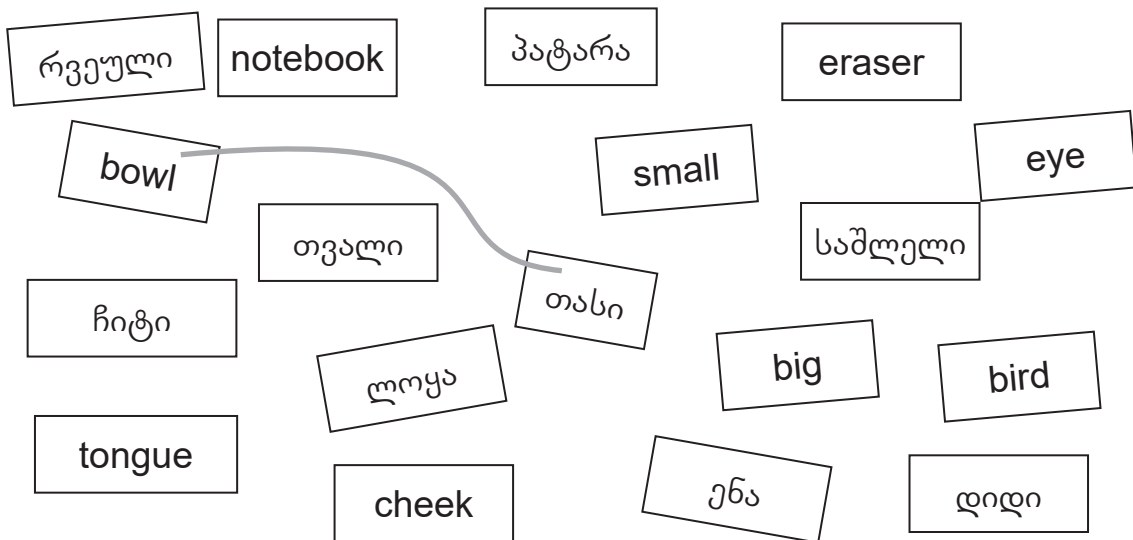 რვეული
notebook
პატარა
eraser
bowl
small
eye
თვალი
საშლელი
თასი
ჩიტი
ლოყა
big
bird
tongue
cheek
ენა
დიდი